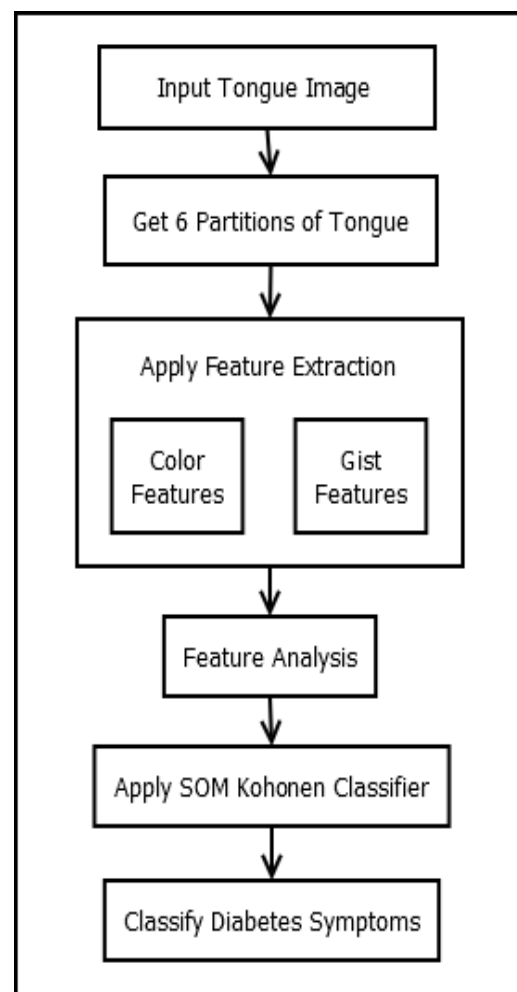 Input Tongue Image
Get 6 Partitions of Tongue
Apply Feature Extraction
Color
Features
Gist
Features
Feature Analysis
Apply SOM Kohonen Classifier
Classify Diabetes Symptoms